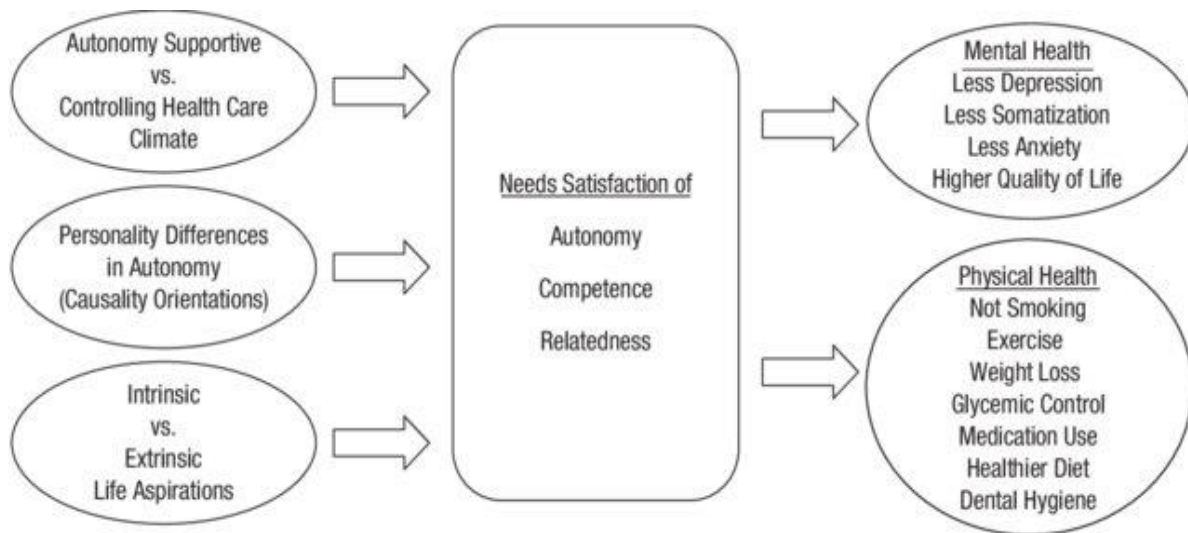 Autonomy Supportive
vs.
Controlling Health Care
Climate
Personality Differences
in Autonomy
(Causality Orientations)
Intrinsic
vs.
Extrinsic
Life Aspirations
Needs Satisfaction of
Autonomy
Competence
Relatedness
Mental Health
Less Depression
Less Somatization
Less Anxiety
Higher Quality of Life
Physical Health
Not Smoking
Exercise
Weight Loss
Glycemic Control
Medication Use
Healthier Diet
Dental Hygiene